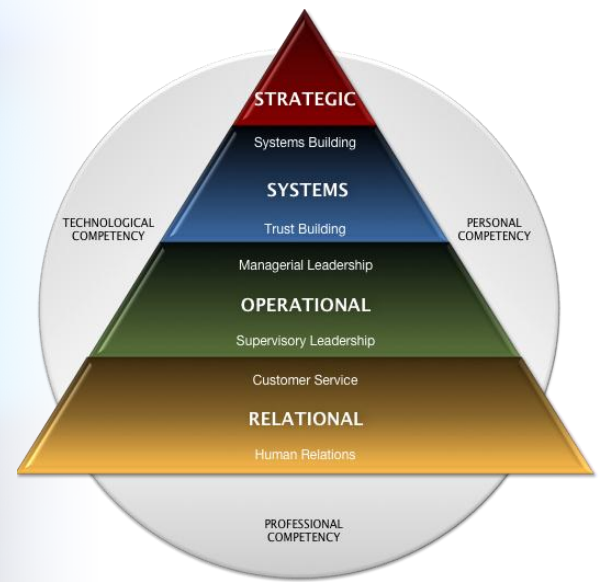 STRATEGIC
Systems Building
SYSTEMS
TECHNOLOGICAL
COMPETENCY
Trust Building
PERSONAL
COMPETENCY
Managerial Leadership
OPERATIONAL
Supervisory Leadership
Customer Service
RELATIONAL
Human Relations
PROFESSIONAL
COMPETENCY